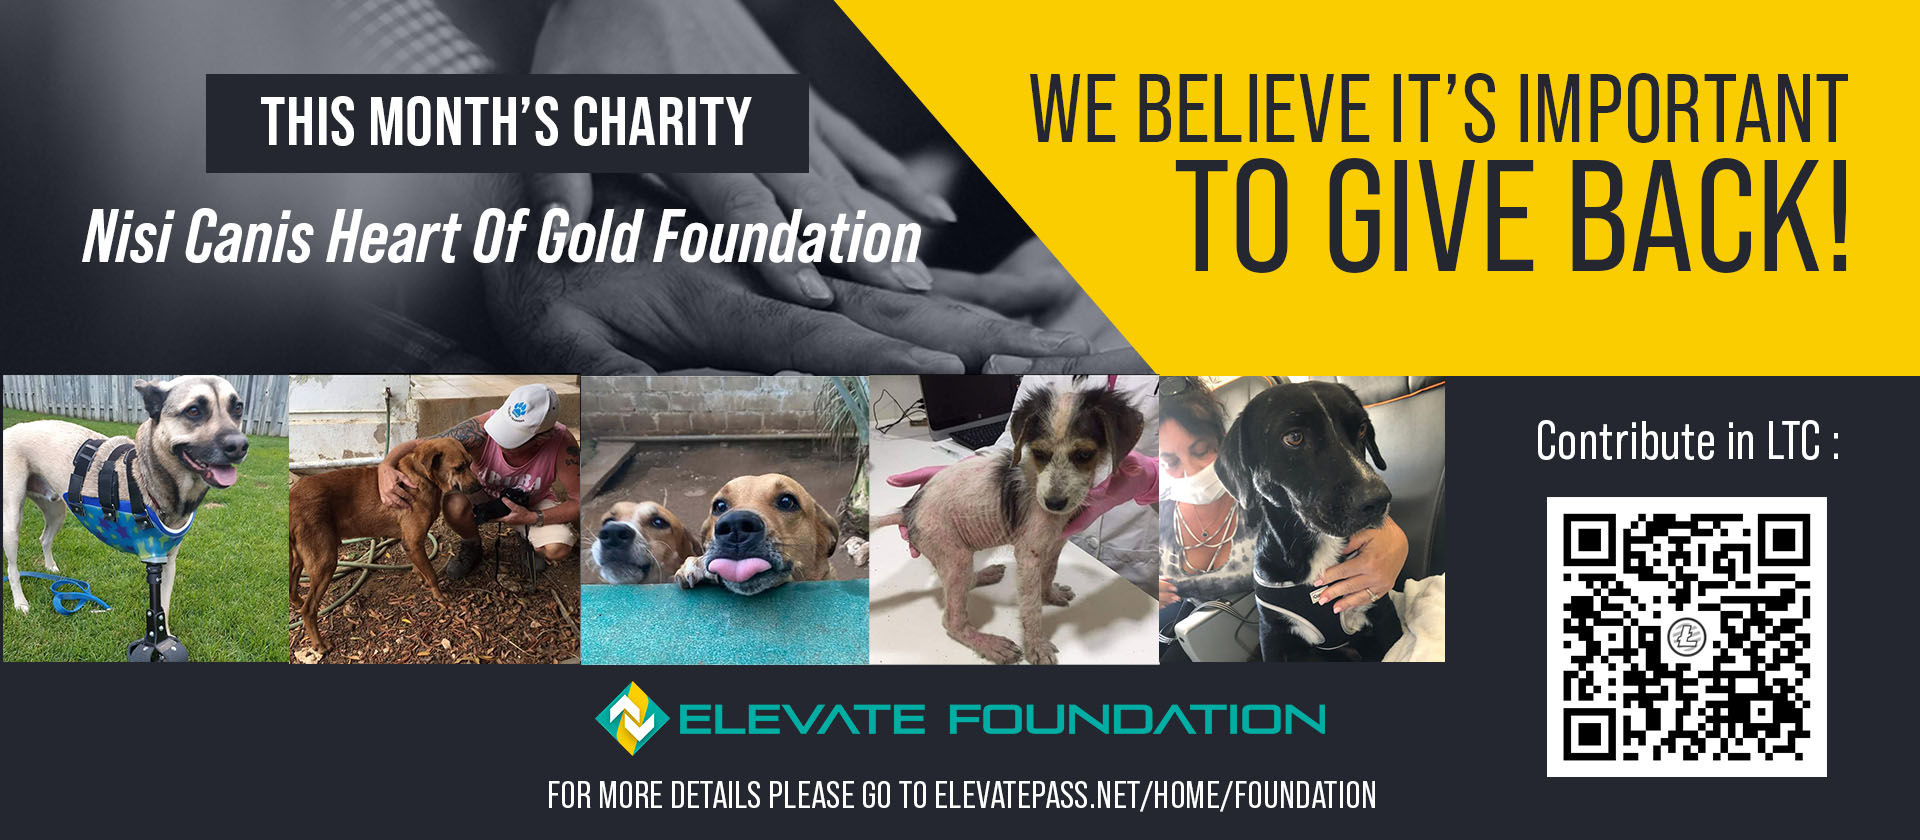 THIS MONTH'S CHARITY
Nisi Canis Heart Of Gold Foundation
WE BELIEVE IT'S IMPORTANT
TO GIVE BACK!
Contribute in LTC :
ELEVATE FOUNDATION
FOR MORE DETAILS PLEASE GO TO ELEVATEPASS.NET/HOME/FOUNDATION